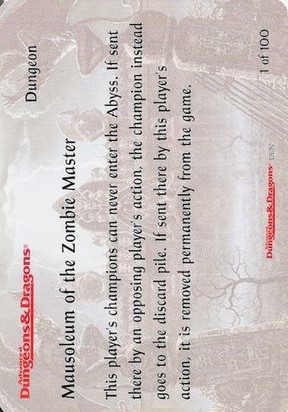 Advanced
Dungeons & Dragons®
Dungeon
Mausoleum of the Zombie Master
This player's champions can never enter the Abyss. If sent
there by an opposing player's action, the champion instead
goes to the discard pile. If sent there by this player's
action, it is removed permanently from the game.
Dungeons & Dragons
DUN
1 of 100